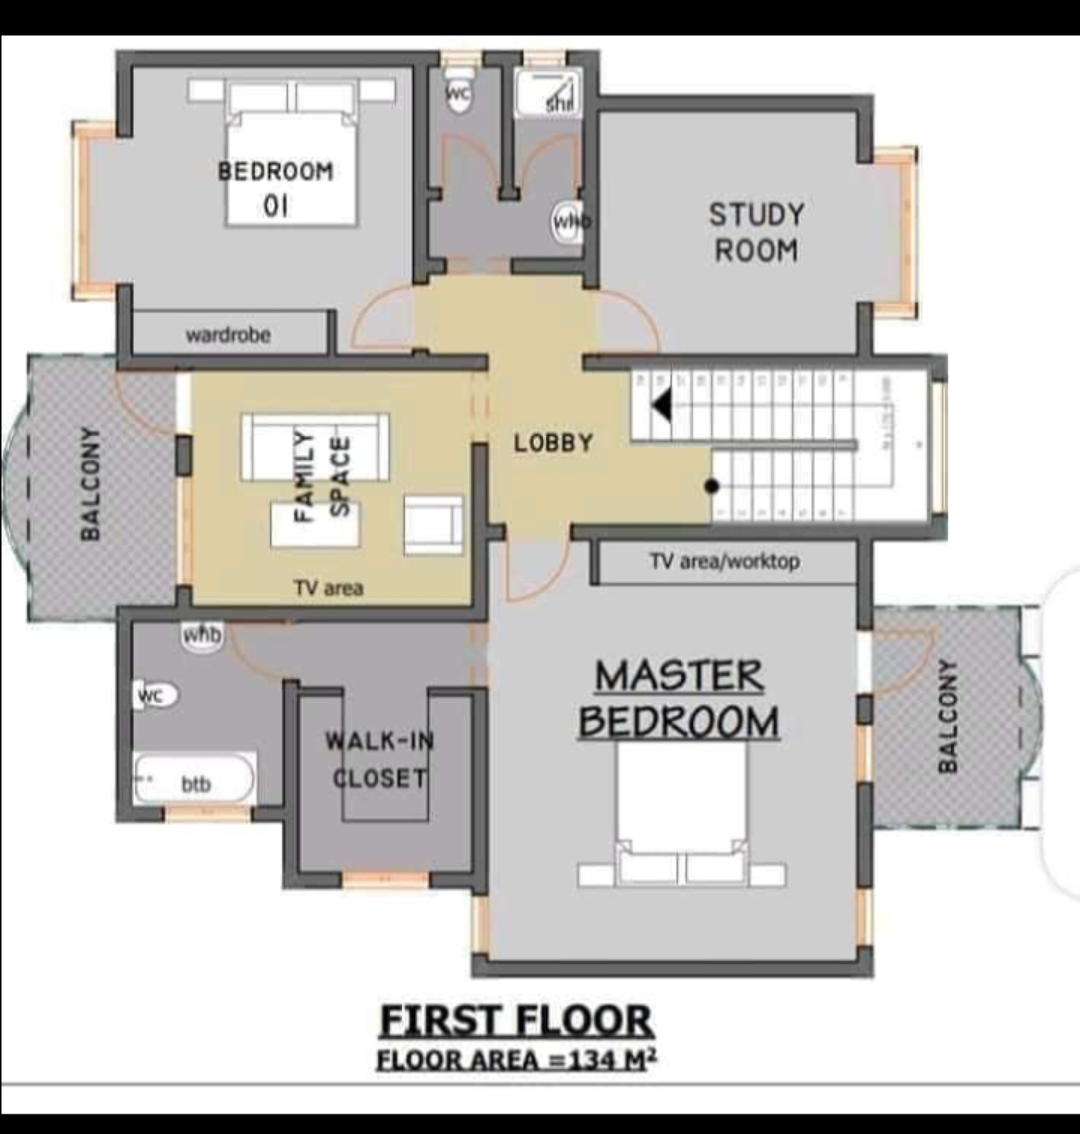 wc
shr
BEDROOM
01
whb
STUDY
ROOM
wardrobe
BALCONY
FAMILY
SPACE
LOBBY
TV area
TV area/worktop
whb
wc
btb
WALK-IN
CLOSET
MASTER
BEDROOM
BALCONY
FIRST FLOOR
FLOOR AREA =134 M²